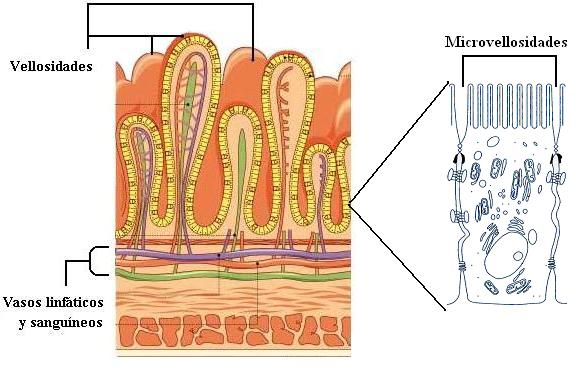 Microvellosidades
Vellosidades
Vasos linfáticos
y sanguíneos